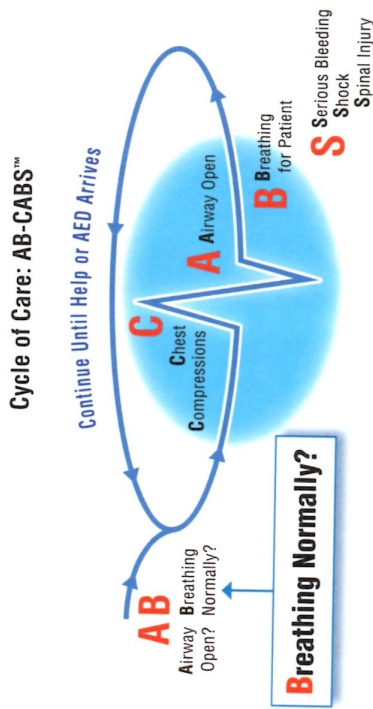 Cycle of Care: AB-CABS™
Continue Until Help or AED Arrives
A B
Airway Breathing
Open? Normally?
C
Chest
Compressions
A Airway Open
B Breathing
for Patient
S Serious Bleeding
Shock
Spinal Injury
Breathing Normally?